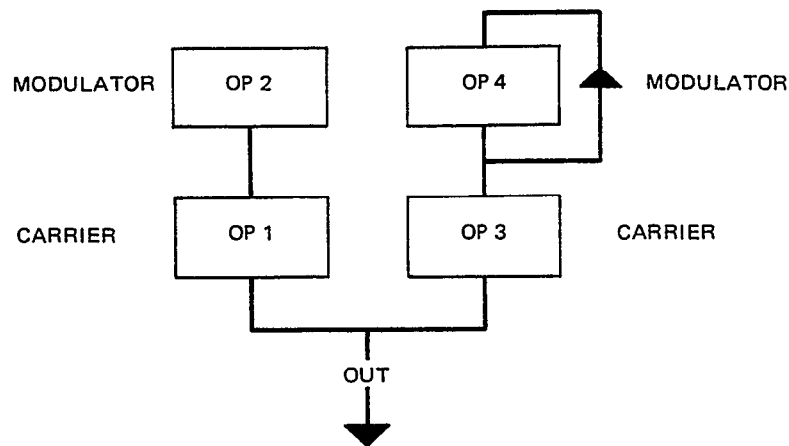 MODULATOR OP 2 OP 4 MODULATOR
CARRIER OP 1 OP 3 CARRIER
OUT